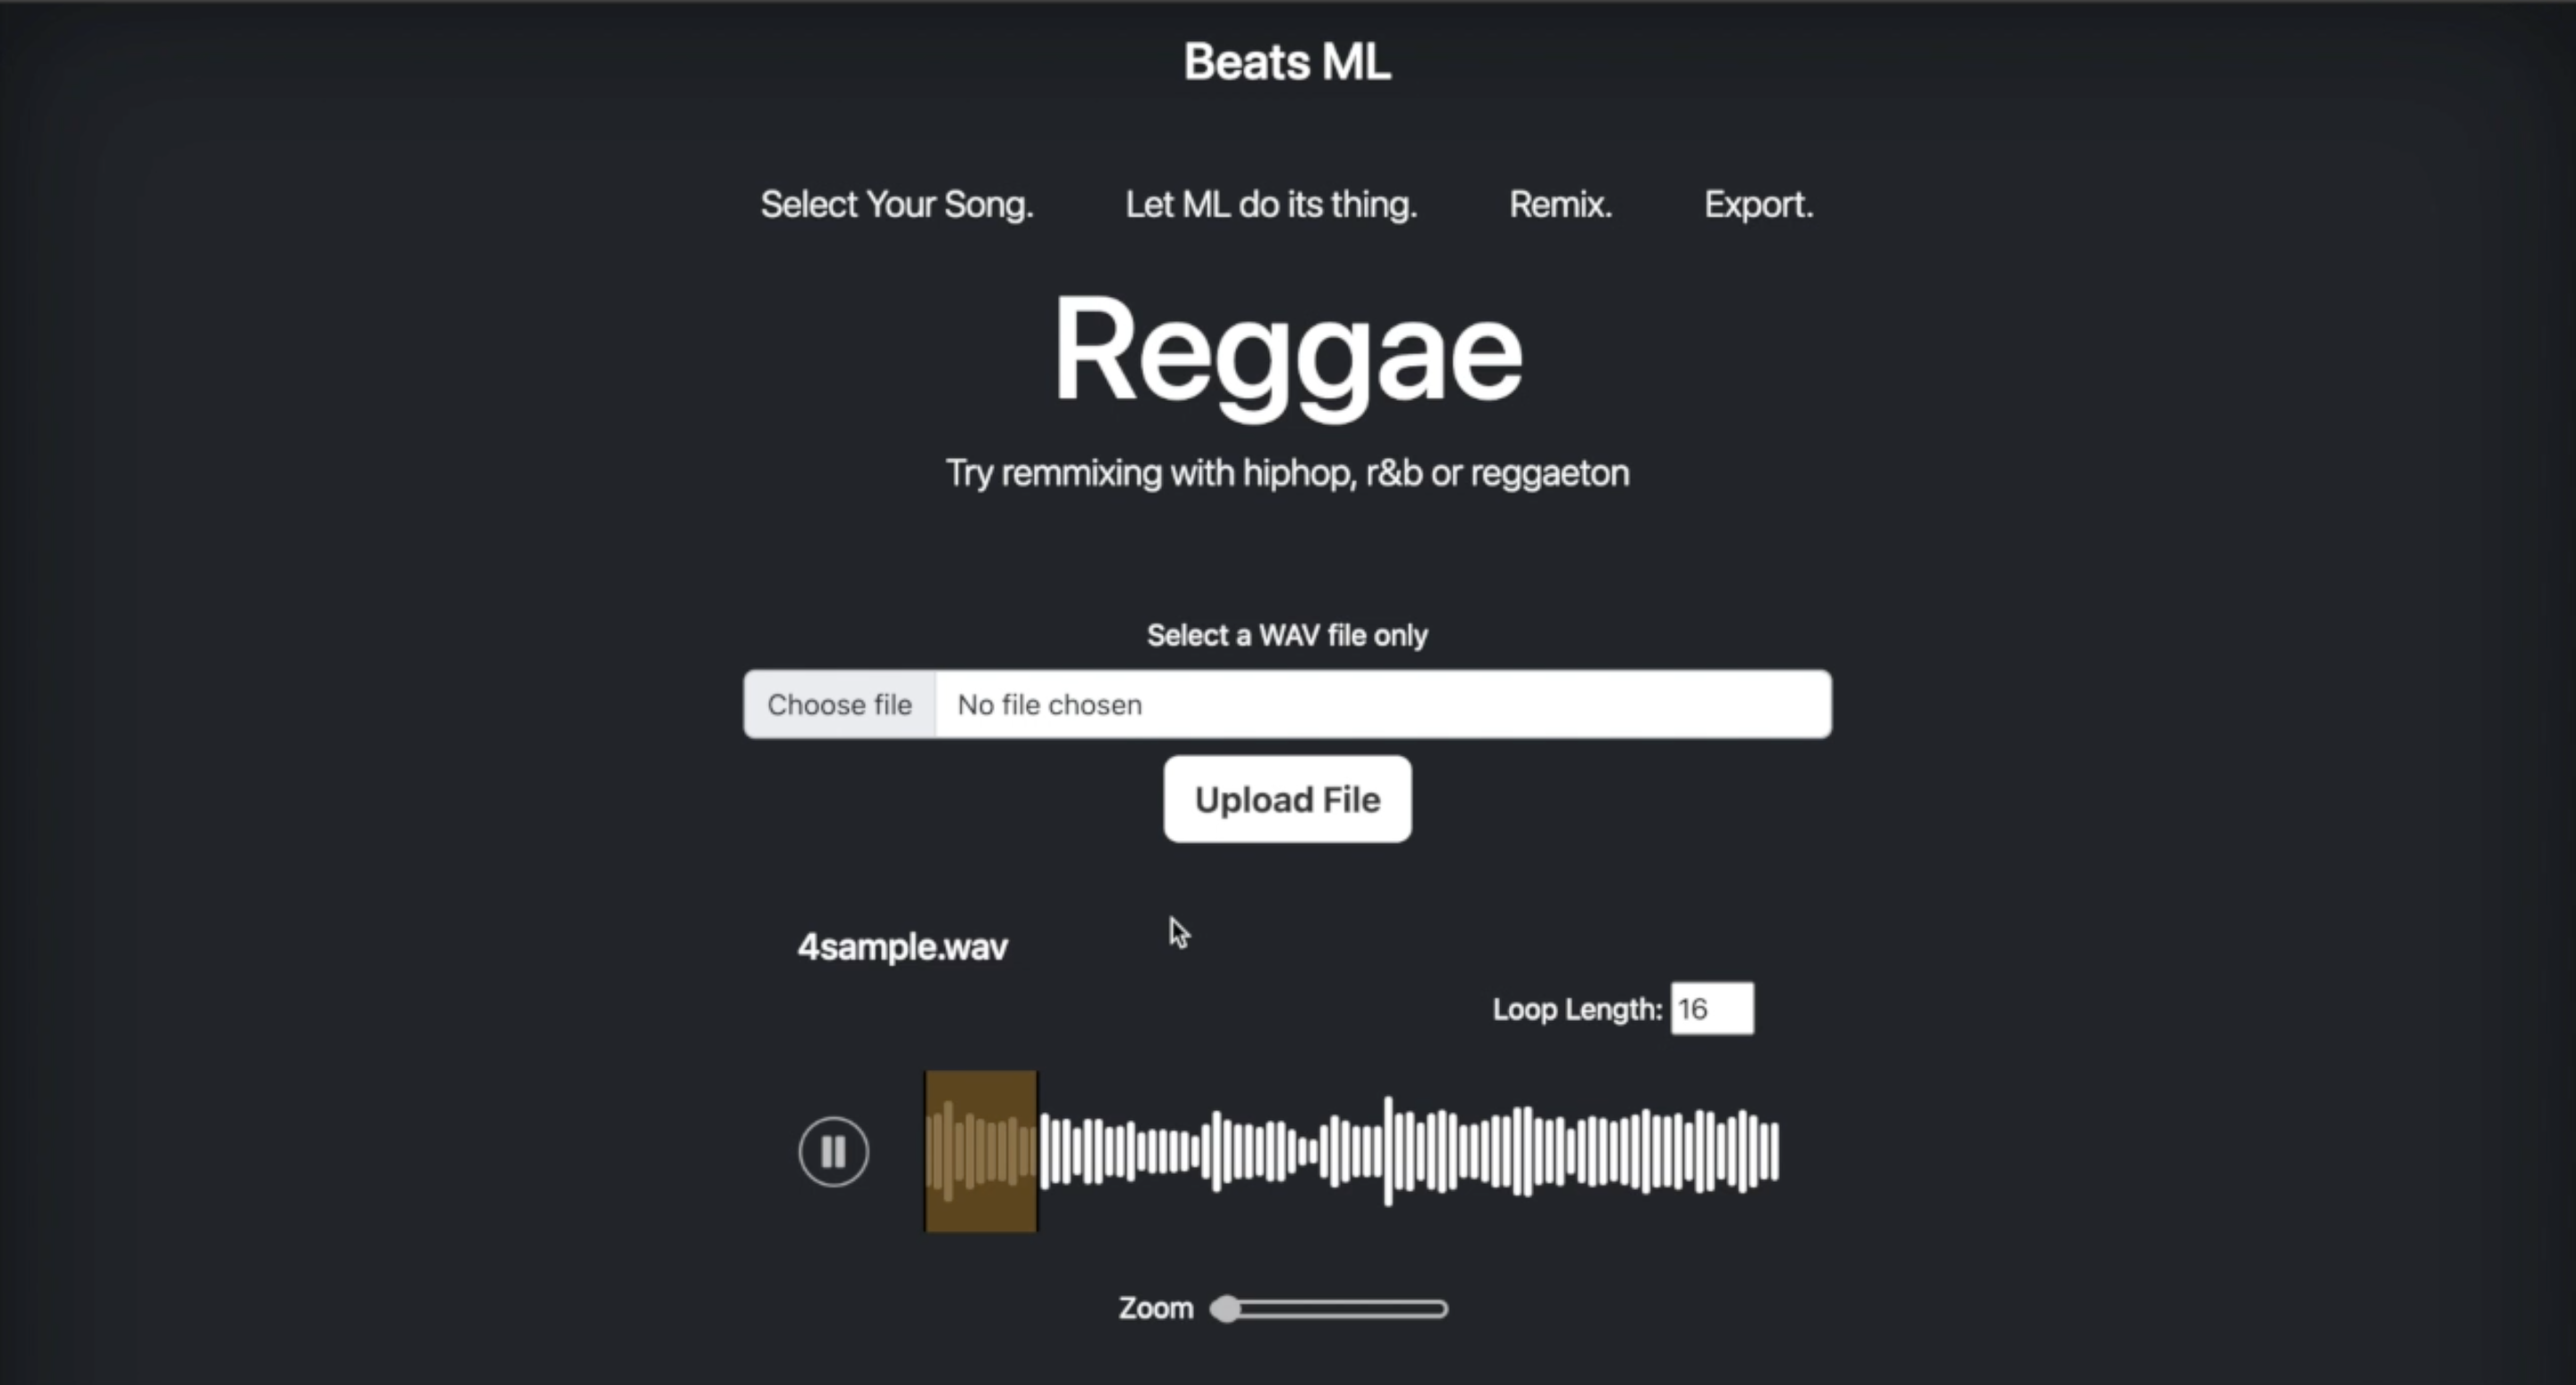 Beats ML
Select Your Song. Let ML do its thing. Remix. Export.
Reggae
Try remmixing with hiphop, r&b or reggaeton
Select a WAV file only
Choose file No file chosen
Upload File
4sample.wav
Loop Length: 16
Zoom